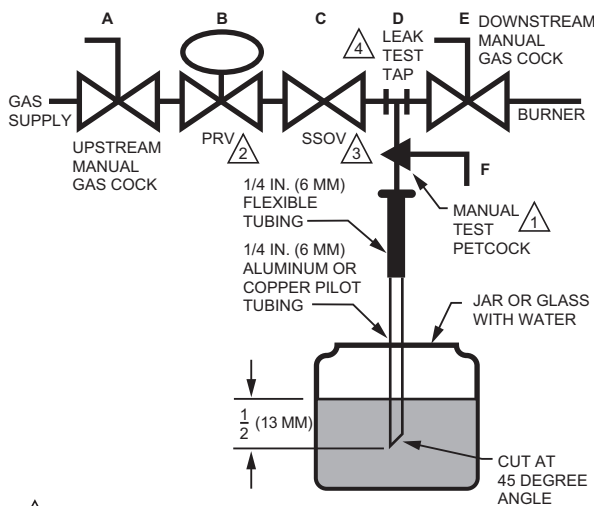 A
B
C
D
E
DOWNSTREAM
MANUAL
GAS COCK
4
LEAK
TEST
TAP
GAS
SUPPLY
BURNER
UPSTREAM
MANUAL
GAS COCK
PRV
2
SSOV
3
F
1/4 IN. (6 MM)
FLEXIBLE
TUBING
MANUAL
TEST
PETCOCK
1
1/4 IN. (6 MM)
ALUMINUM OR
COPPER PILOT
TUBING
JAR OR GLASS
WITH WATER
1/2 (13 MM)
CUT AT
45 DEGREE
ANGLE